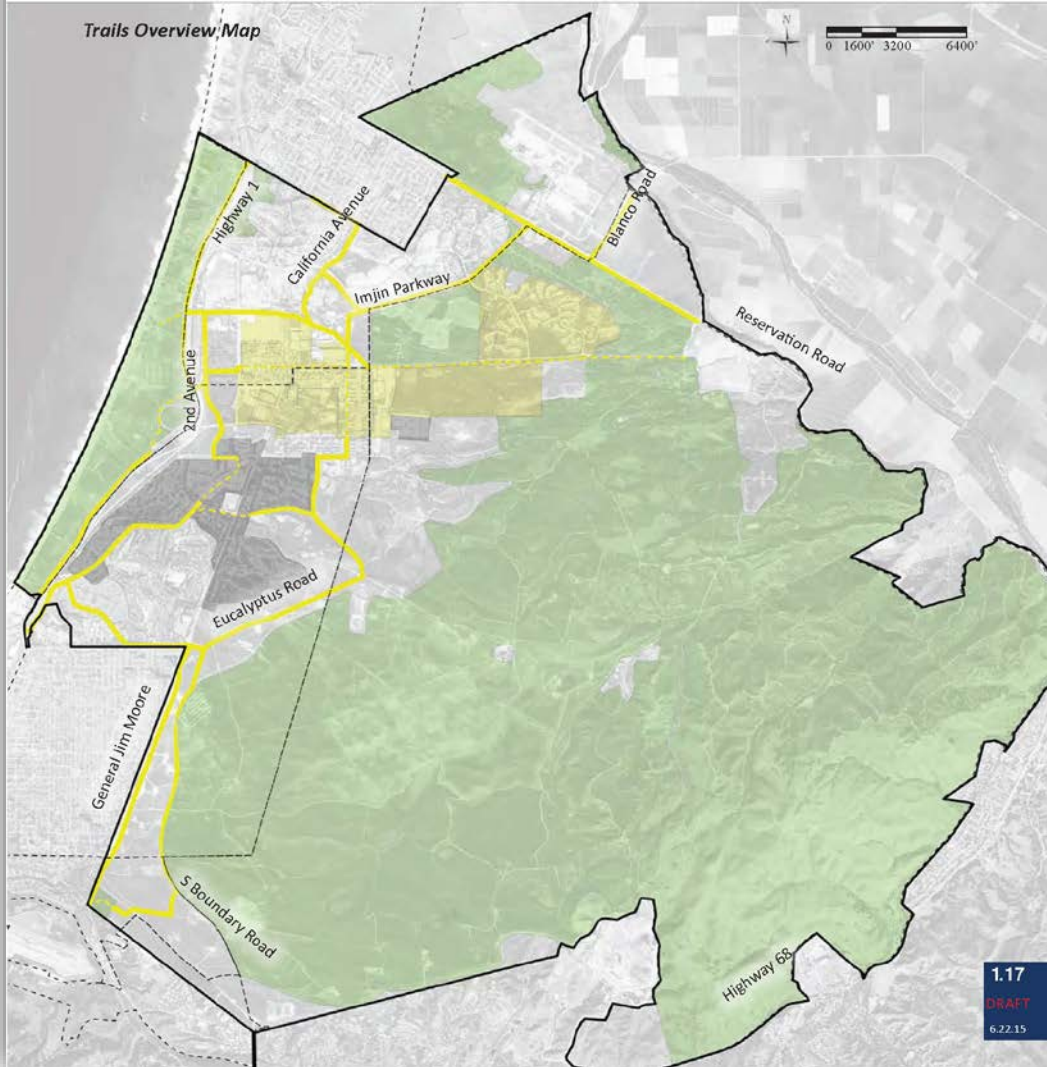 Trails Overview Map
N
0 1600' 3200 6400'
Highway 1
California Avenue
Blanco Road
Imjin Parkway
Reservation Road
2nd Avenue
Eucalyptus Road
General Jim Moore
S Boundary Road
Highway 68
1.17
DRAFT
6.22.15